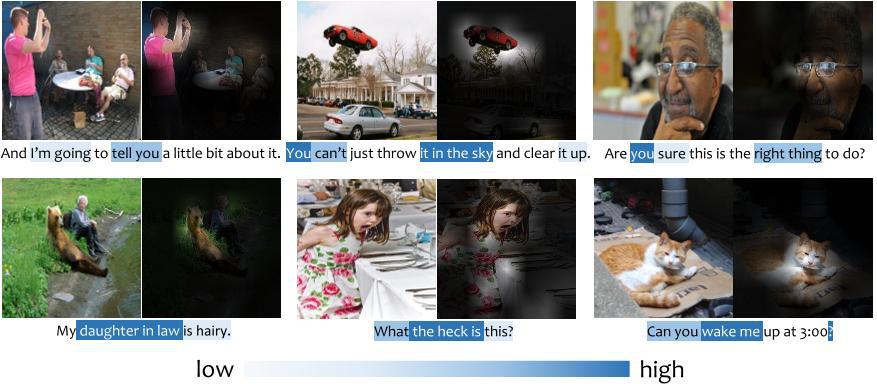 And I'm going to tell you a little bit about it.
You can't just throw it in the sky and clear it up.
Are you sure this is the right thing to do?
My daughter in law is hairy.
What the heck is this?
Can you wake me up at 3:00?
low
high